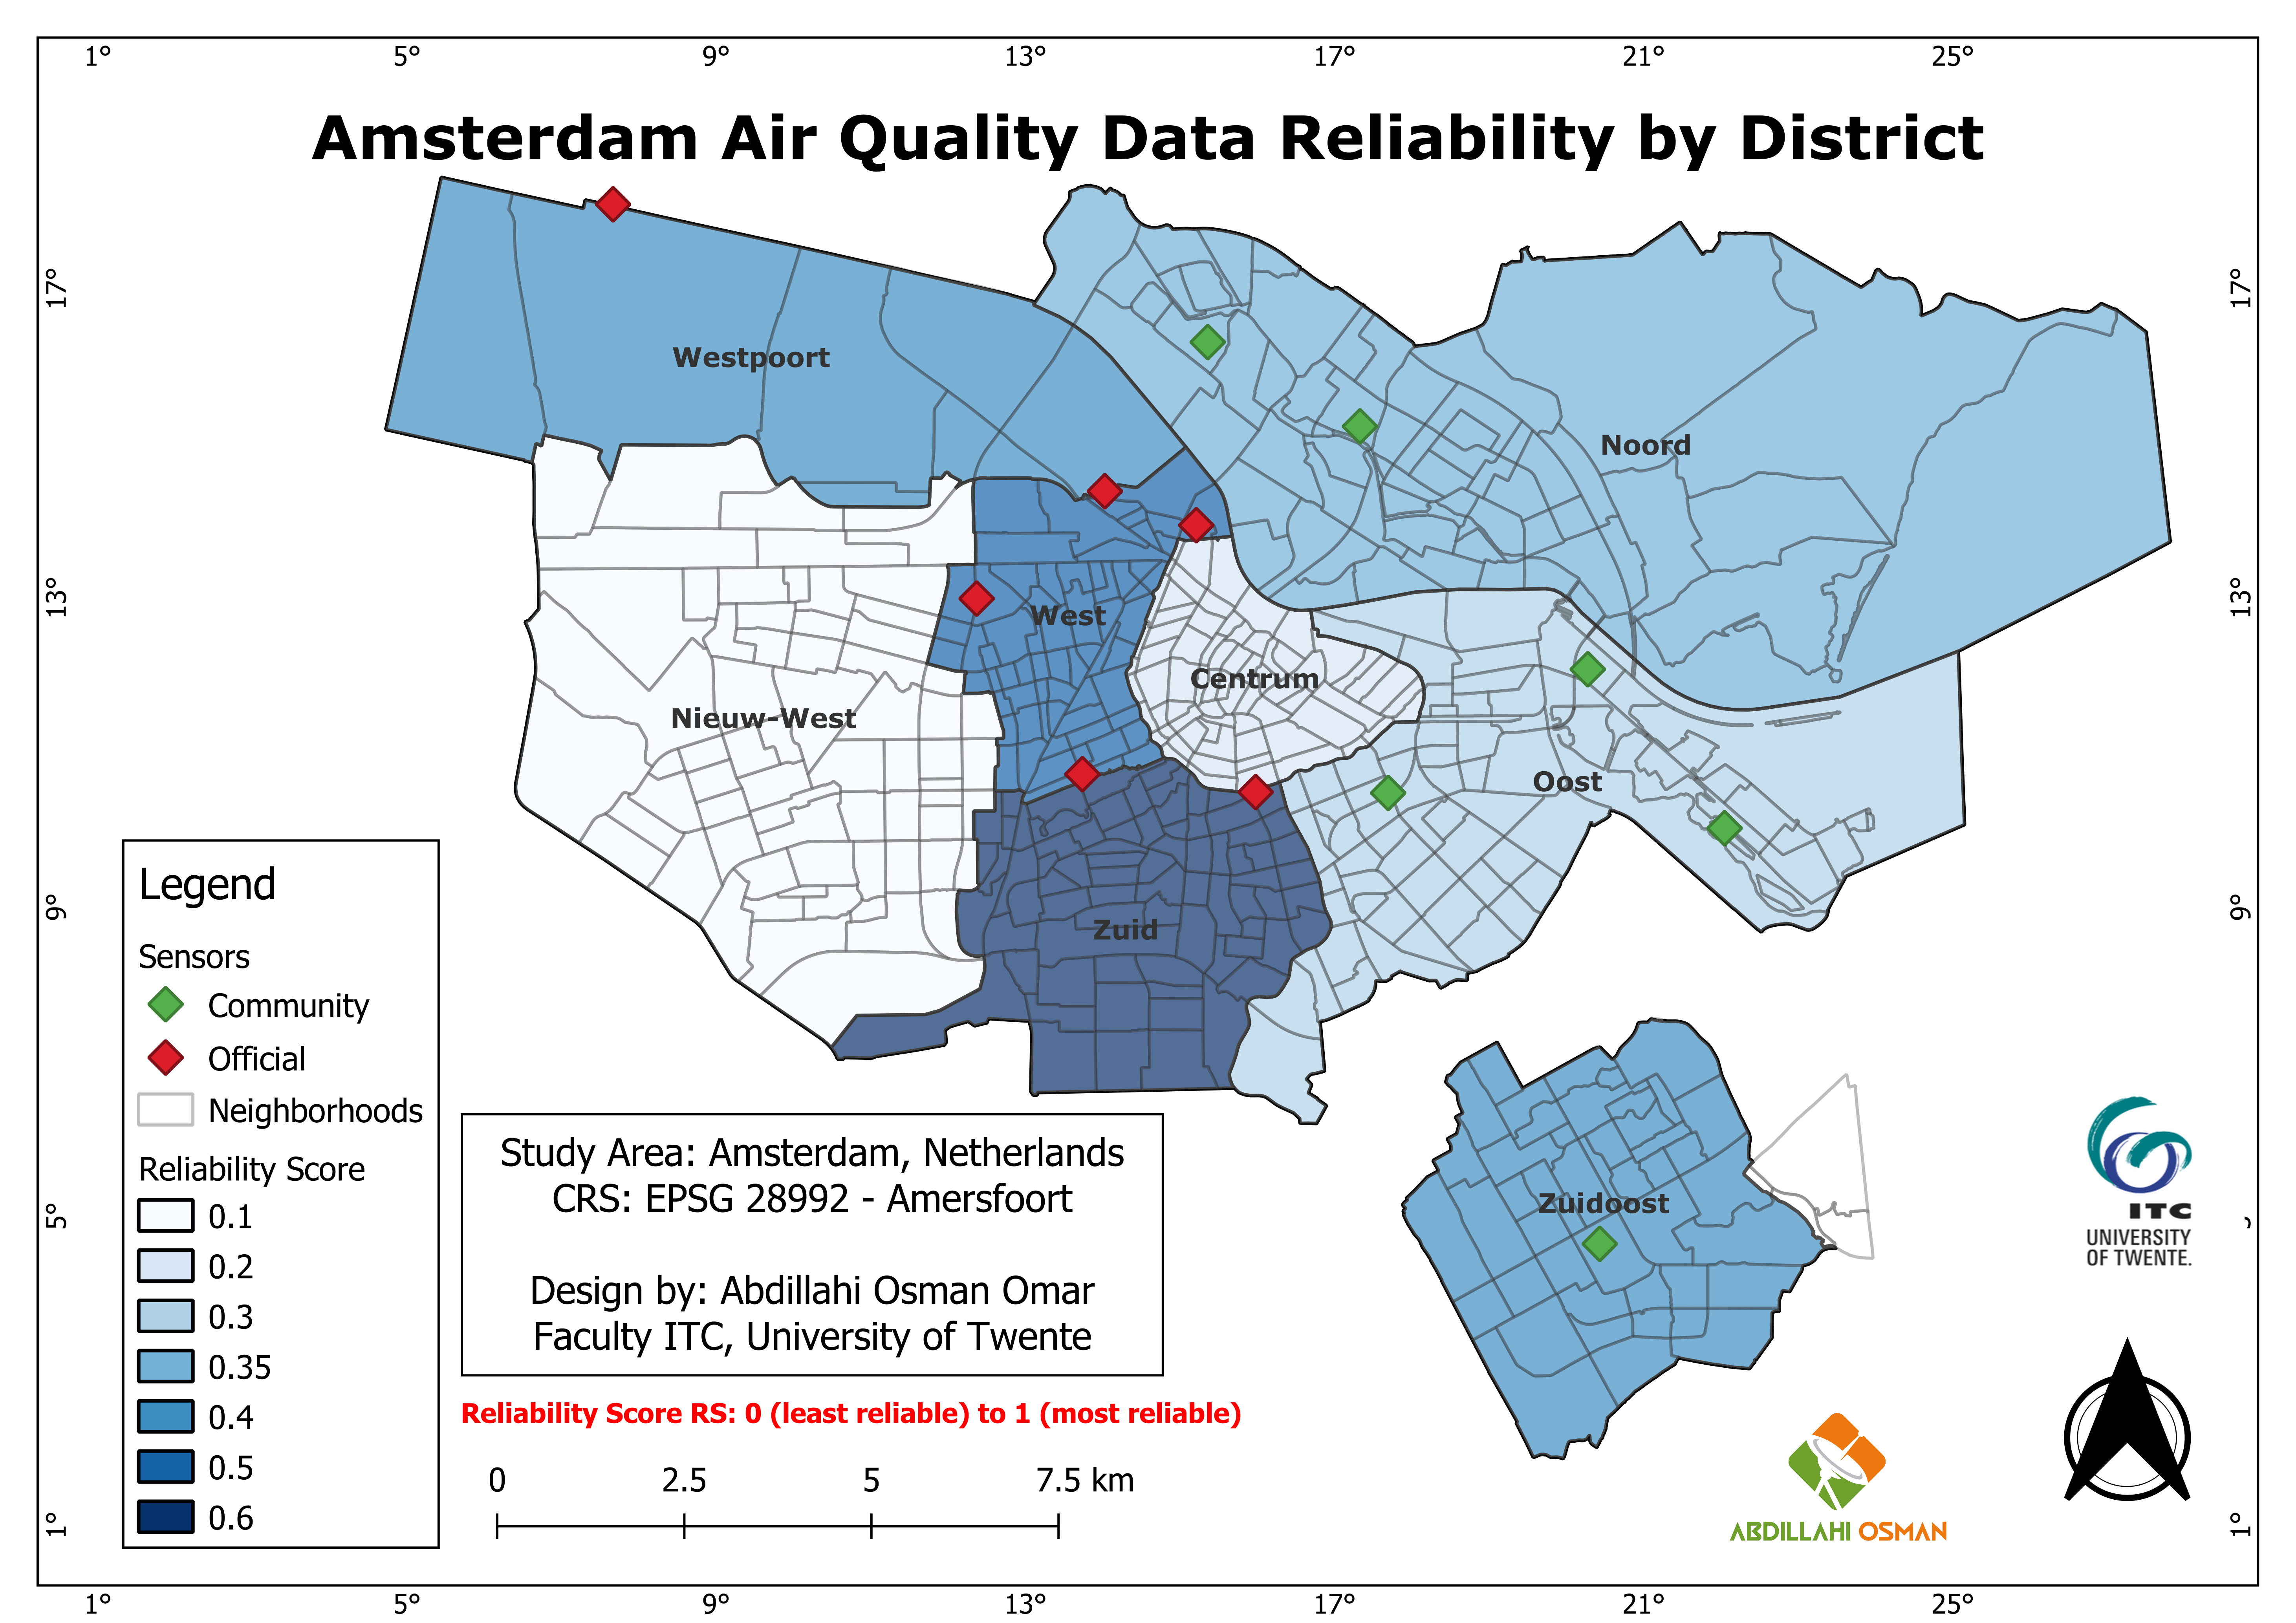 1° 5° 9° 13° 17° 21° 25°
Amsterdam Air Quality Data Reliability by District
17° 17°
Westpoort
Noord
13° 13°
West
Centrum
Nieuw-West
Oost
9° 9°
Zuid
Legend
Sensors
Community
Official
Neighborhoods
Reliability Score
0.1
0.2
0.3
0.35
0.4
0.5
0.6
Study Area: Amsterdam, Netherlands
CRS: EPSG 28992 - Amersfoort
Design by: Abdillahi Osman Omar
Faculty ITC, University of Twente
Reliability Score RS: 0 (least reliable) to 1 (most reliable)
0 2.5 5 7.5 km
Zuidoost
5°
ITC
UNIVERSITY
OF TWENTE.
ABDILLAHI OSMAN
1° 1°
1° 5° 9° 13° 17° 21° 25°